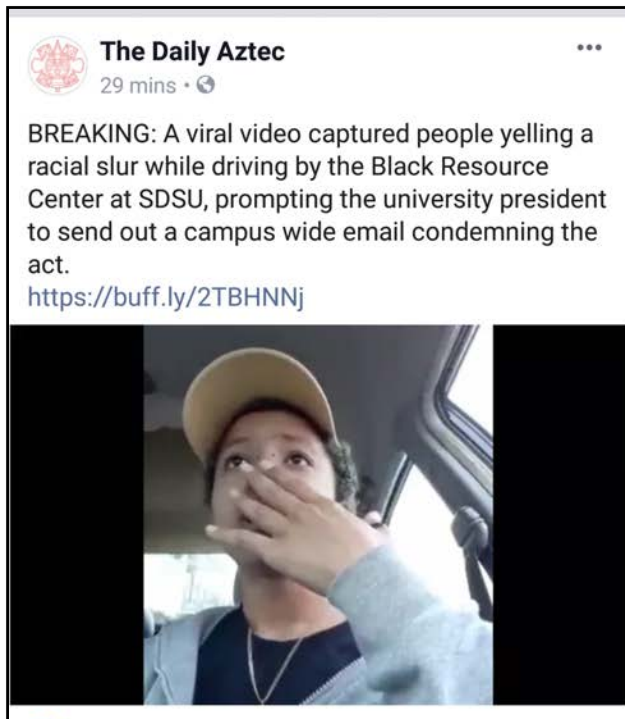 The Daily Aztec
29 mins •
BREAKING: A viral video captured people yelling a
racial slur while driving by the Black Resource
Center at SDSU, prompting the university president
to send out a campus wide email condemning the
act.
https://buff.ly/2TBHNNj